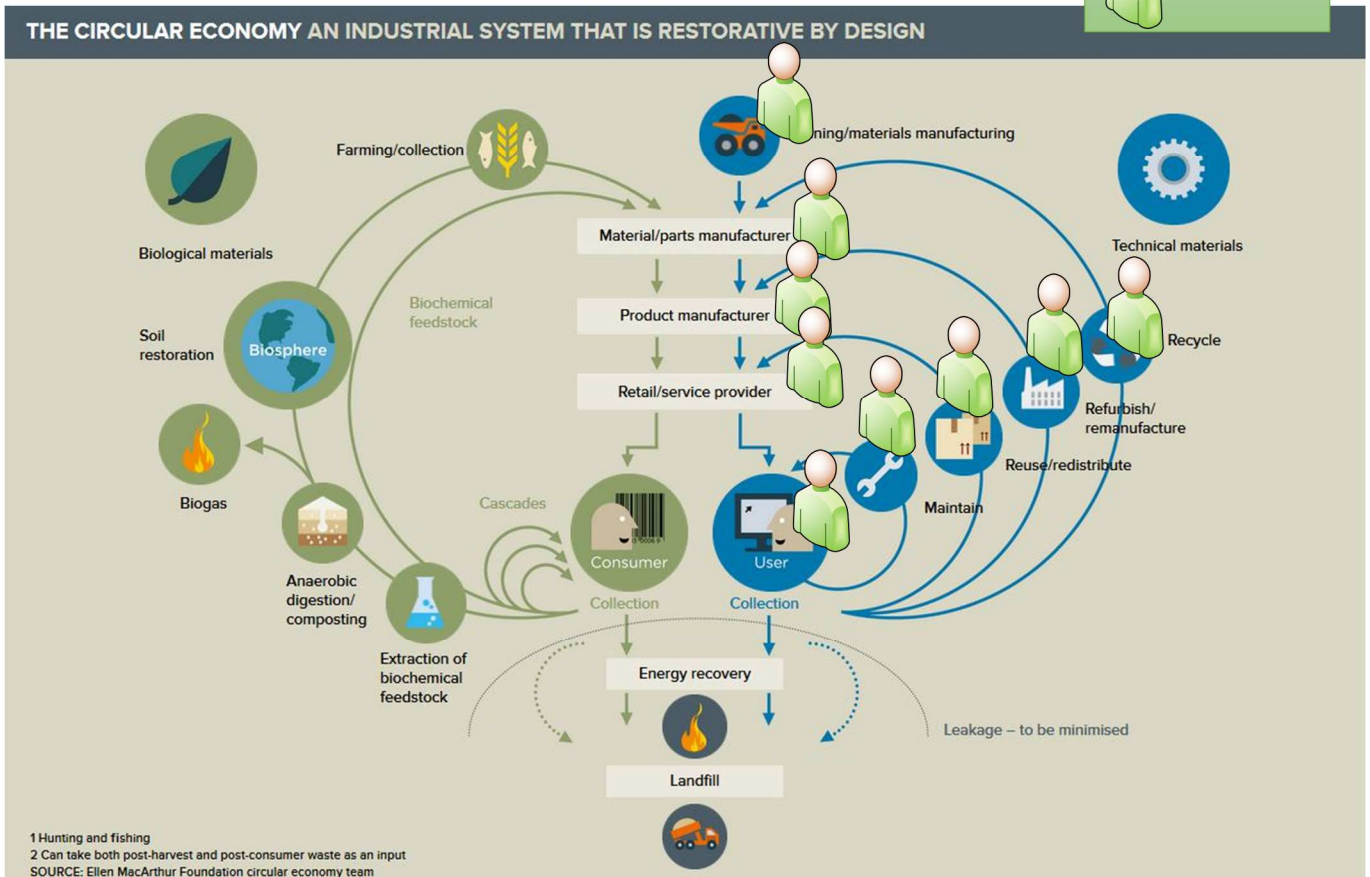 THE CIRCULAR ECONOMY AN INDUSTRIAL SYSTEM THAT IS RESTORATIVE BY DESIGN
Farming/collection
ning/materials manufacturing
Biological materials
Technical materials
Material/parts manufacturer
Biochemical
feedstock
Soil
restoration
Biosphere
Product manufacturer
Recycle
Retail/service provider
Refurbish/
remanufacture
Reuse/redistribute
Biogas
Cascades
Maintain
Consumer
User
Anaerobic
digestion/
composting
Collection
Collection
Extraction of
biochemical
feedstock
Energy recovery
Leakage – to be minimised
Landfill
1 Hunting and fishing
2 Can take both post-harvest and post-consumer waste as an input
SOURCE: Ellen MacArthur Foundation circular economy team